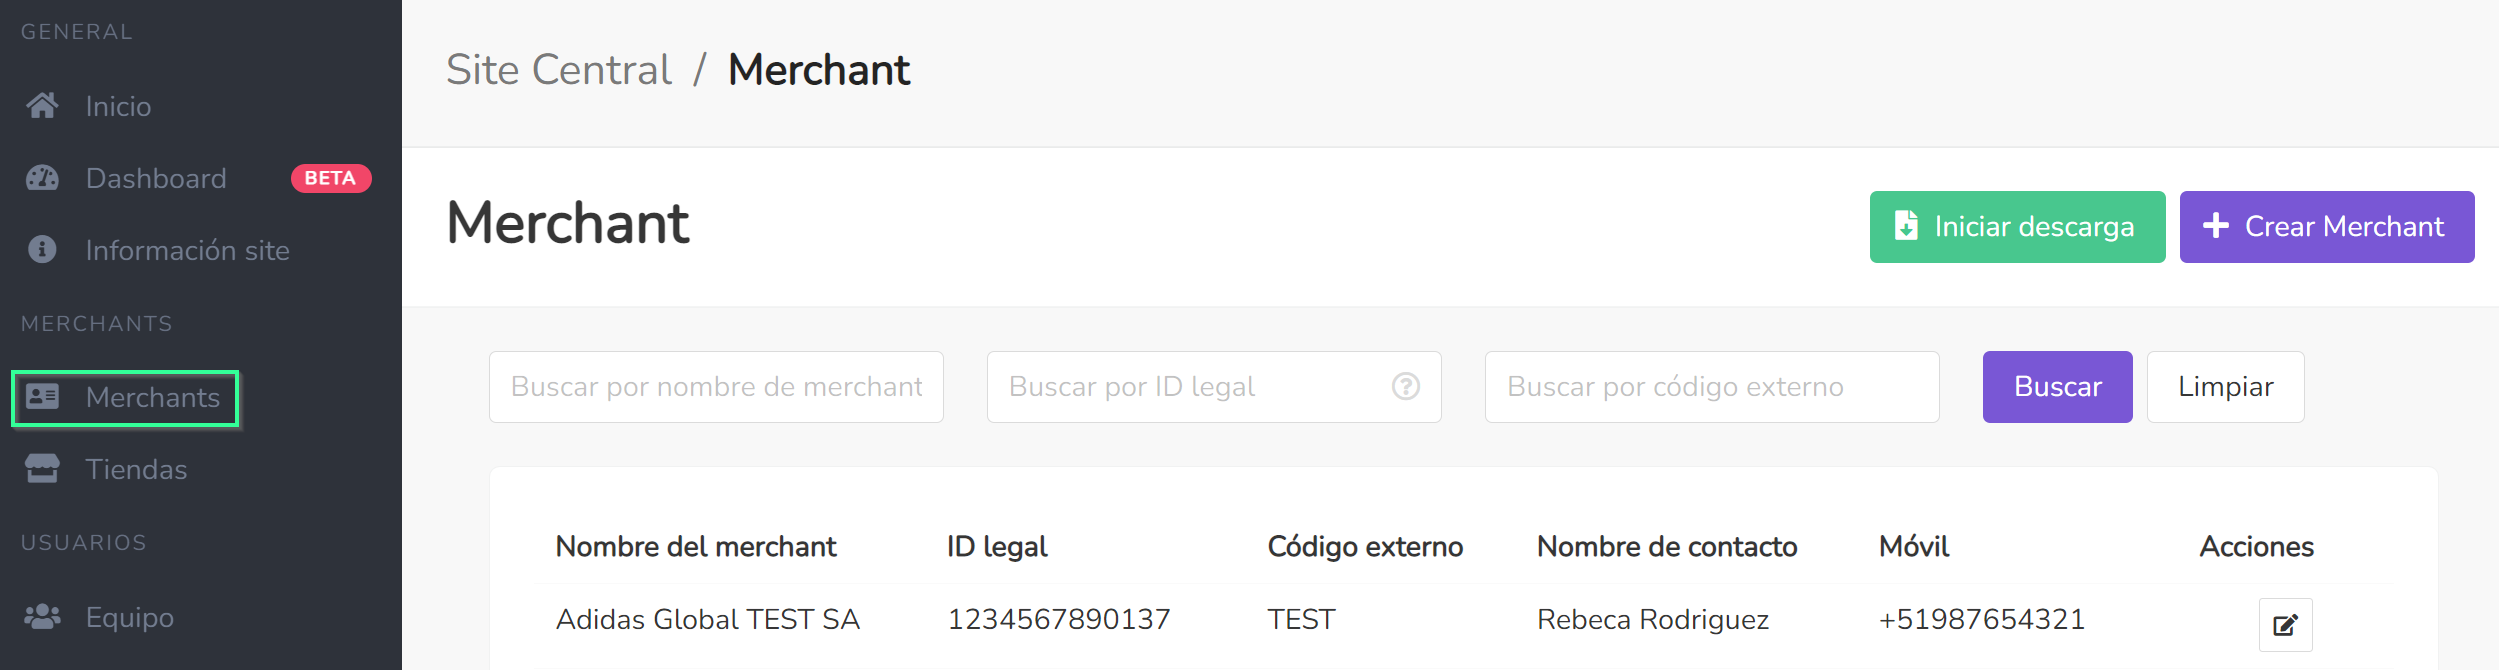 GENERAL
Inicio
Dashboard BETA
Información site
MERCHANTS
Merchants
Tiendas
USUARIOS
Equipo
Site Central / Merchant
Merchant
Iniciar descarga
Crear Merchant
Buscar por nombre de merchant
Buscar por ID legal
Buscar por código externo
Buscar
Limpiar
Nombre del merchant ID legal Código externo Nombre de contacto Móvil Acciones
Adidas Global TEST SA 1234567890137 TEST Rebeca Rodriguez +51987654321